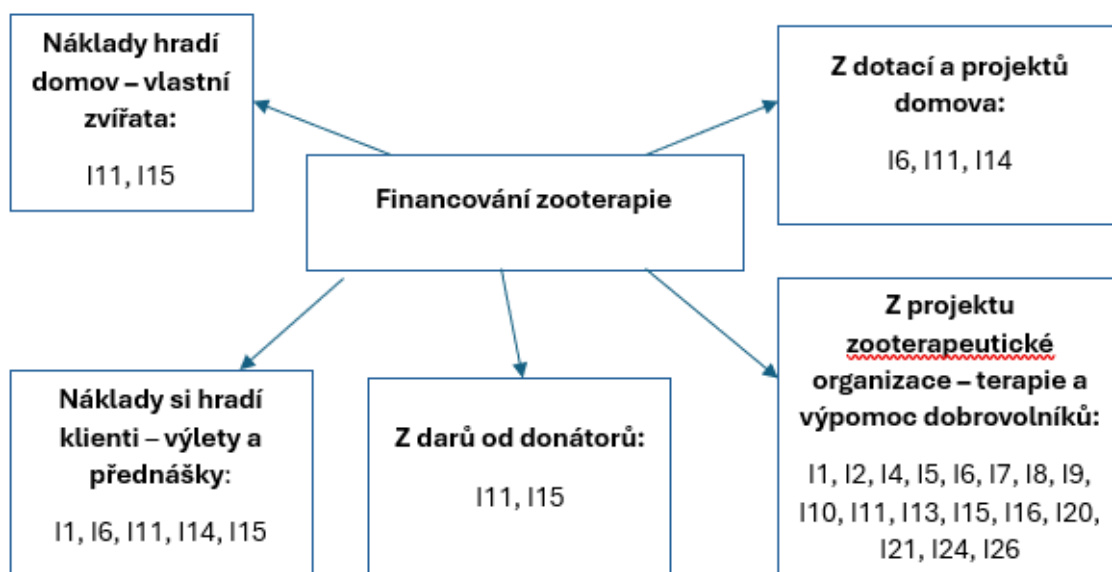 Náklady hradí
domov – vlastní
zvířata:
I11, I15
Z dotací a projektů
domova:
I6, I11, I14
Financování zooterapie
Náklady si hradí
klienti – výlety a
přednášky:
I1, I6, I11, I14, I15
Z darů od donátorů:
I11, I15
Z projektu
zooterapeutické
organizace – terapie a
výpomoc dobrovolníků:
I1, I2, I4, I5, I6, I7, I8, I9,
I10, I11, I13, I15, I16, I20,
I21, I24, I26